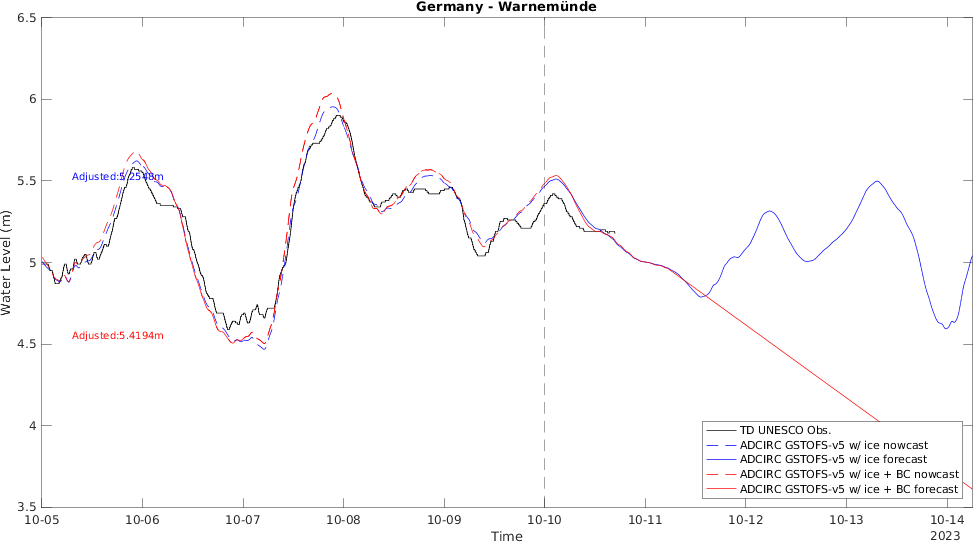 Germany - Warnemünde
6.5
6
5.5
5
4.5
4
3.5
Water Level (m)
Adjusted:5.2548m
Adjusted:5.4194m
TD UNESCO Obs.
ADCIRC GSTOFS-v5 w/ ice nowcast
ADCIRC GSTOFS-v5 w/ ice forecast
ADCIRC GSTOFS-v5 w/ ice + BC nowcast
ADCIRC GSTOFS-v5 w/ ice + BC forecast
10-05 10-06 10-07 10-08 10-09 10-10 10-11 10-12 10-13 10-14
Time
2023